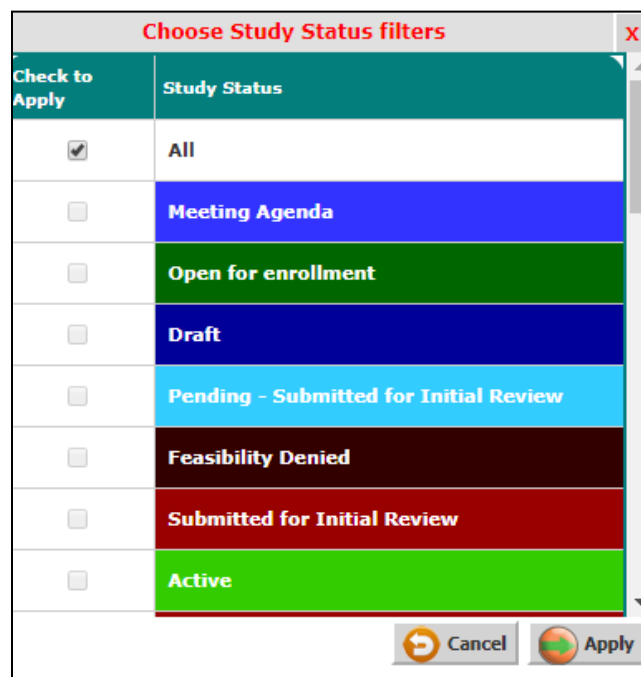 Choose Study Status filters
X
Check to
Apply
Study Status
All
Meeting Agenda
Open for enrollment
Draft
Pending - Submitted for Initial Review
Feasibility Denied
Submitted for Initial Review
Active
Cancel
Apply